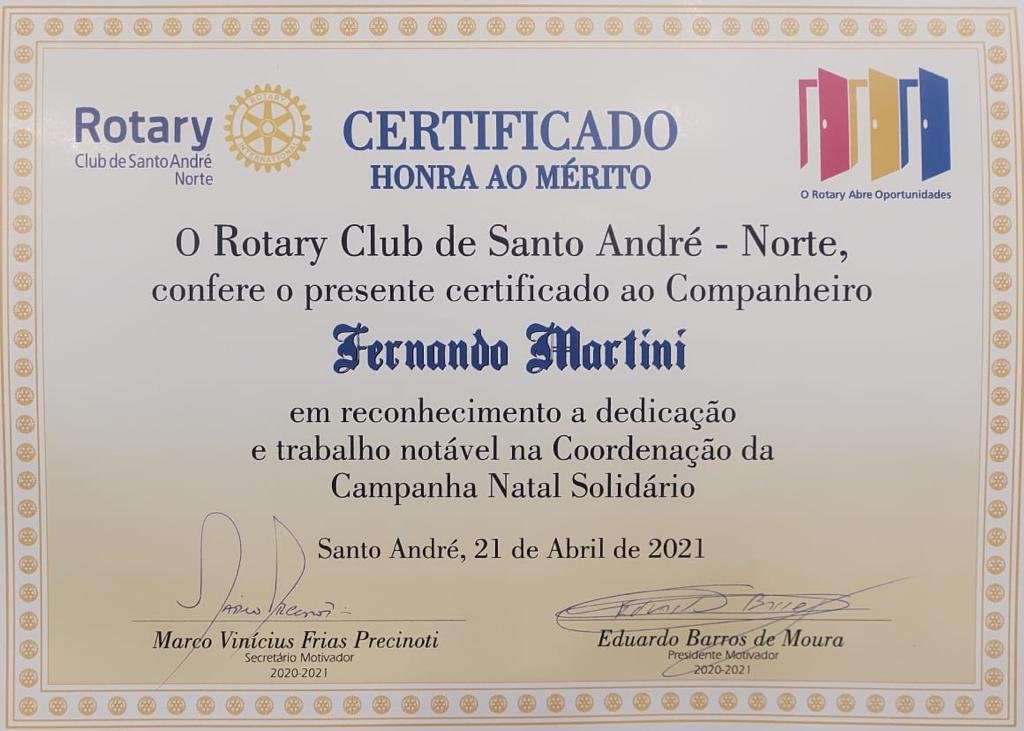 Rotary
Club de Santo André
Norte
ROTARY
INTERNATIONAL
CERTIFICADO
HONRA AO MÉRITO
O Rotary Abre Oportunidades
O Rotary Club de Santo André - Norte,
confere o presente certificado ao Companheiro
Fernando Martini
em reconhecimento a dedicação
e trabalho notável na Coordenação da
Campanha Natal Solidário
Santo André, 21 de Abril de 2021
Marco Vinícius Frias Precinoti
Secretário Motivador
2020-2021
Eduardo Barros de Moura
Presidente Motivador
2020-2021